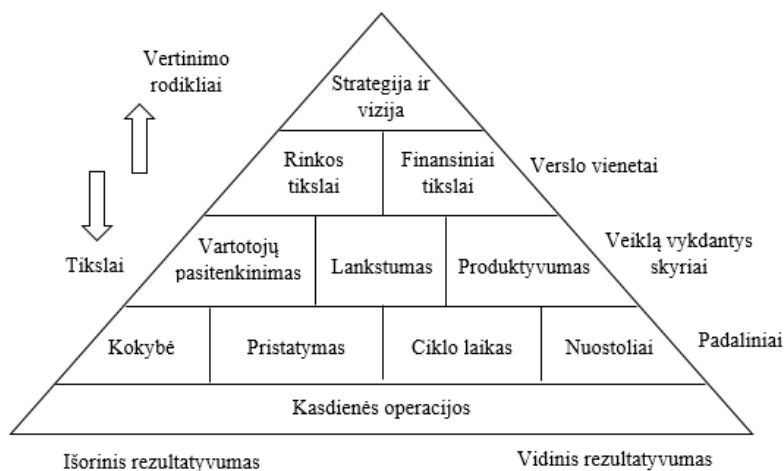 Vertinimo
rodikliai
Strategija ir
vizija
Rinkos
tikslai
Finansiniai
tikslai
Verslo vienetai
Tikslai
Vartotojų
pasitenkinimas
Lankstumas
Produktyvumas
Veiklą vykdantys
skyriai
Kokybė
Pristatymas
Ciklo laikas
Nuostoliai
Padaliniai
Kasdienės operacijos
Išorinis rezultatyvumas
Vidinis rezultatyvumas